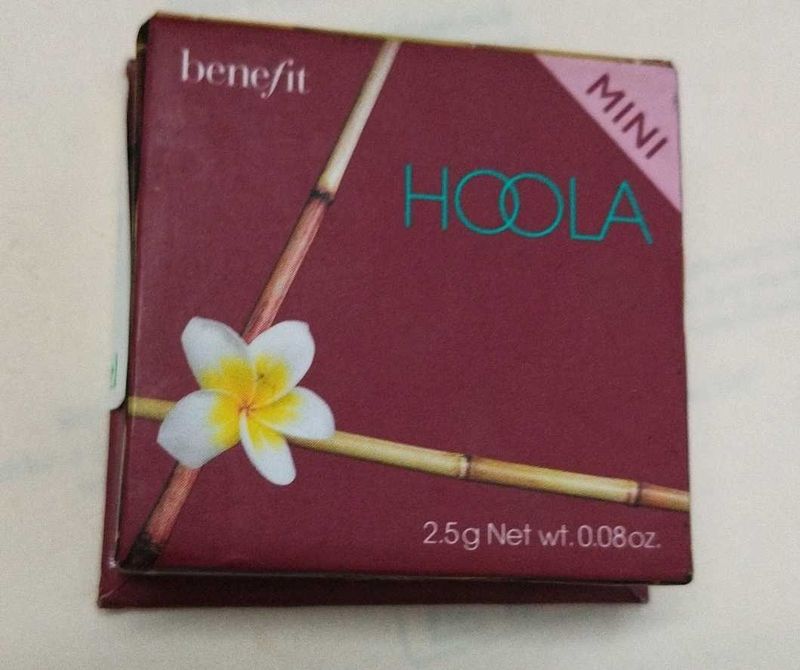 benefit
MINI
HOOLA
2.5g Net wt. 0.08oz.